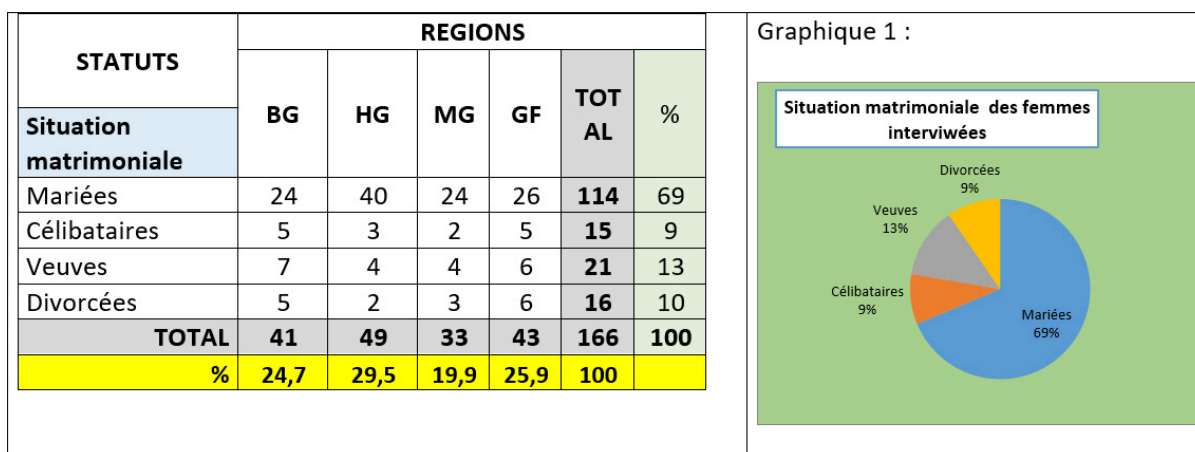 STATUTS
REGIONS
Situation
matrimoniale
BG HG MG GF TOT
AL %
Mariées 24 40 24 26 114 69
Célibataires 5 3 2 5 15 9
Veuves 7 4 4 6 21 13
Divorcées 5 2 3 6 16 10
TOTAL 41 49 33 43 166 100
% 24,7 29,5 19,9 25,9 100
Graphique 1 :
Situation matrimoniale des femmes
interviwées
Divorcées
9%
Veuves
13%
Célibataires
9%
Mariées
69%